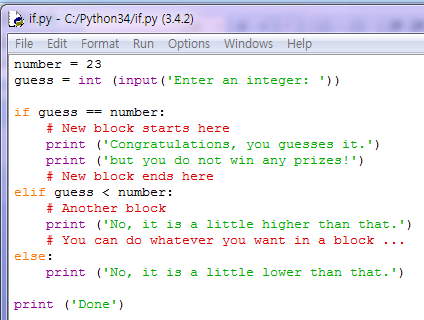 if.py - C:/Python34/if.py (3.4.2)
File Edit Format Run Options Windows Help
number = 23
guess = int (input('Enter an integer: '))

if guess == number:
    # New block starts here
    print ('Congratulations, you guesses it.')
    print ('but you do not win any prizes!')
    # New block ends here
elif guess < number:
    # Another block
    print ('No, it is a little higher than that.')
    # You can do whatever you want in a block ...
else:
    print ('No, it is a little lower than that.')

print ('Done')